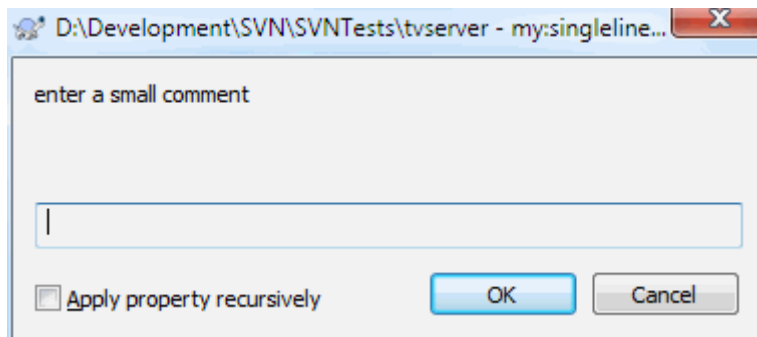 D:\Development\SVN\SVNTests\tvserver - my:singleline...
enter a small comment
Apply property recursively
OK
Cancel